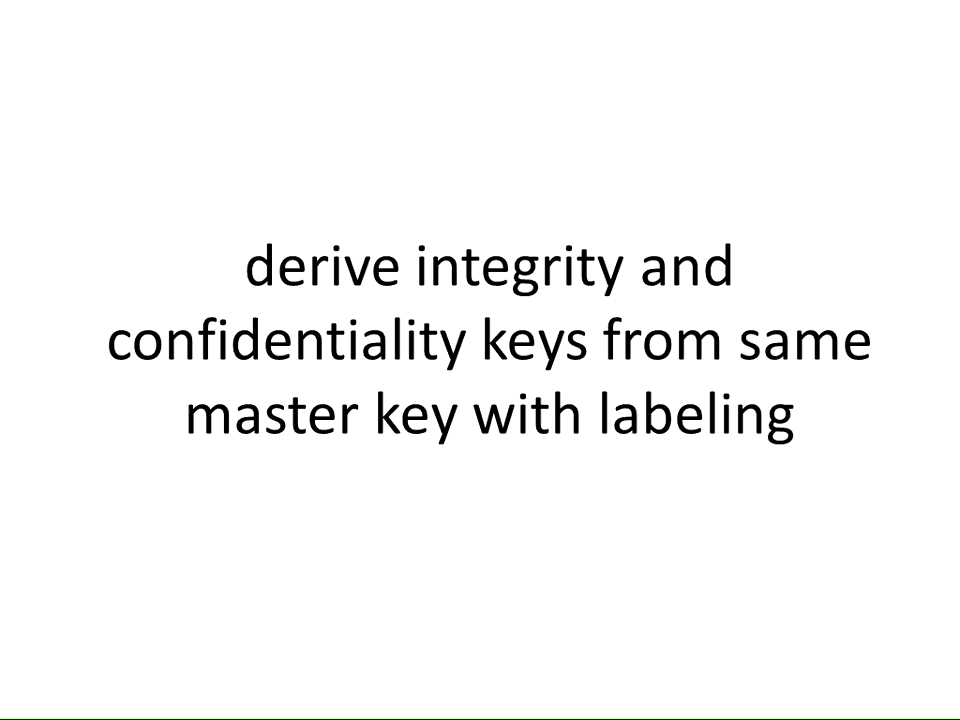 derive integrity and
confidentiality keys from same
master key with labeling